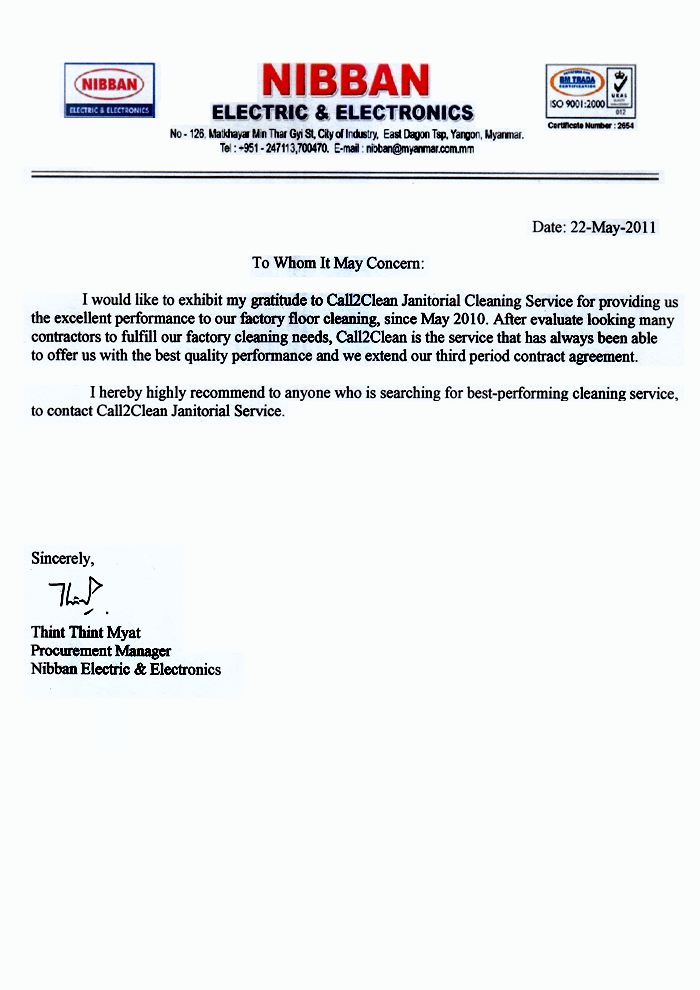 NIBBAN
ELECTRIC & ELECTRONICS
NIBBAN
ELECTRIC & ELECTRONICS
No - 126, Matkhayar Min Thar Gyi St, City of Industry, East Dagon Tsp, Yangon, Myanmar.
Tel : +951 - 247113,700470. E-mail : nibban@myanmar.com.mm
BM TRADA
CERTIFICATION
UKAS
ISO 9001:2000
012
Certificate Number : 2654
Date: 22-May-2011
To Whom It May Concern:
I would like to exhibit my gratitude to Call2Clean Janitorial Cleaning Service for providing us
the excellent performance to our factory floor cleaning, since May 2010. After evaluate looking many
contractors to fulfill our factory cleaning needs, Call2Clean is the service that has always been able
to offer us with the best quality performance and we extend our third period contract agreement.
I hereby highly recommend to anyone who is searching for best-performing cleaning service,
to contact Call2Clean Janitorial Service.
Sincerely,
Thint Thint Myat
Procurement Manager
Nibban Electric & Electronics